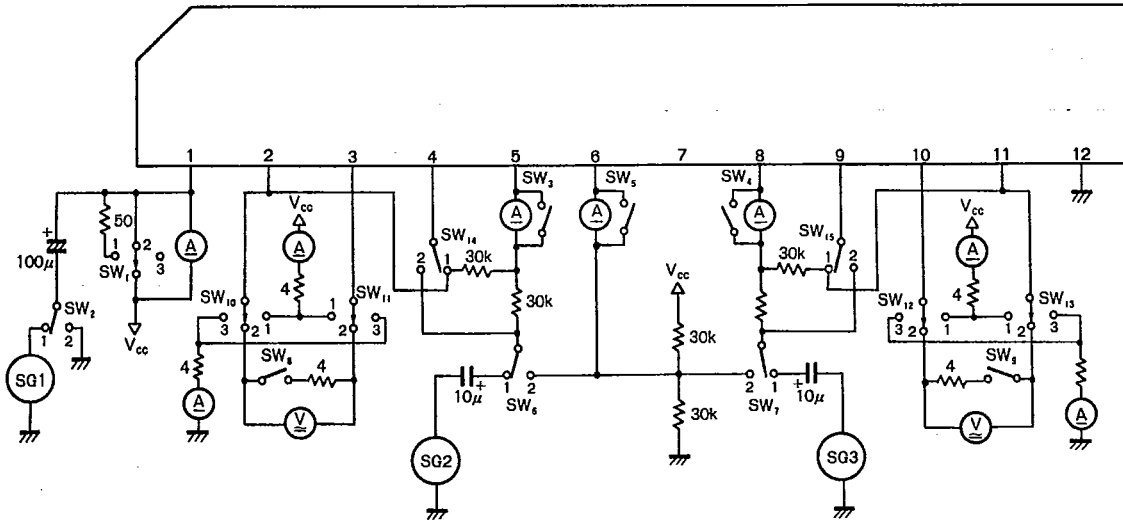 1 2 3 4 5 6 7 8 9 10 11 12
SW3 SW5 SW4
50 A Vcc A A A Vcc
+ 1 2 A SW14 30k 30k SW15 A
100μ SW1 3 4 2 1 1 2 4
SW10 SW11 30k Vcc SW12 SW13
SW2 1 1 1 1
3 2 2 3 30k 3 2 2 3
1 2 Vcc
4 SW8 4 4 SW9
SG1 1 2 2 1
10μ + SW6 SW7 + 10μ
A V 30k V A
SG2 SG3